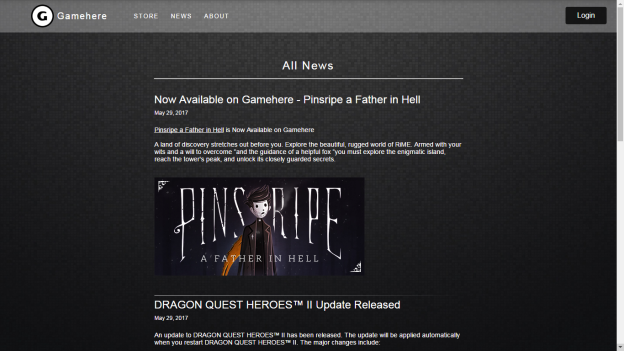 G Gamehere STORE NEWS ABOUT Login
All News
Now Available on Gamehere - Pinsripe a Father in Hell
May 29, 2017
Pinsripe a Father in Hell is Now Available on Gamehere
A land of discovery stretches out before you. Explore the beautiful, rugged world of RiME. Armed with your
wits and a will to overcome "and the guidance of a helpful fox "you must explore the enigmatic island,
reach the tower's peak, and unlock its closely guarded secrets.
PINSTRIPE
A FATHER IN HELL
DRAGON QUEST HEROES™ II Update Released
May 29, 2017
An update to DRAGON QUEST HEROES™ II has been released. The update will be applied automatically
when you restart DRAGON QUEST HEROES™ II. The major changes include: